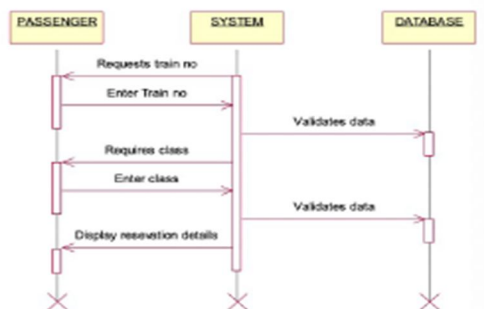 PASSENGER
SYSTEM
DATABASE
Requests train no
Enter Train no
Validates data
Requires class
Enter class
Validates data
Display resevation details